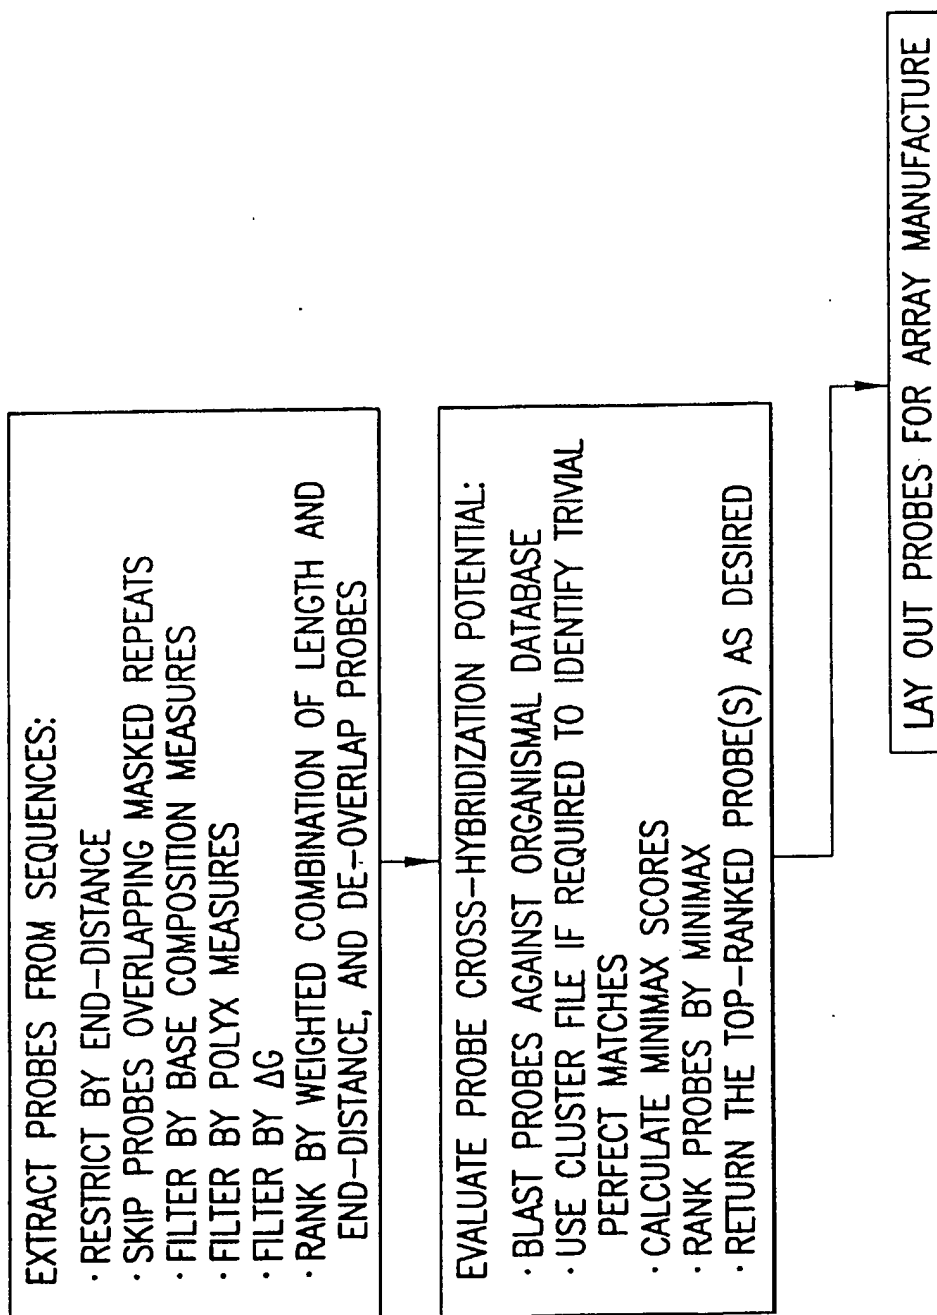 EXTRACT PROBES FROM SEQUENCES:
· RESTRICT BY END-DISTANCE
· SKIP PROBES OVERLAPPING MASKED REPEATS
· FILTER BY BASE COMPOSITION MEASURES
· FILTER BY POLYX MEASURES
· FILTER BY ΔG
· RANK BY WEIGHTED COMBINATION OF LENGTH AND
END-DISTANCE, AND DE-OVERLAP PROBES
EVALUATE PROBE CROSS-HYBRIDIZATION POTENTIAL:
· BLAST PROBES AGAINST ORGANISMAL DATABASE
· USE CLUSTER FILE IF REQUIRED TO IDENTIFY TRIVIAL
PERFECT MATCHES
· CALCULATE MINIMAX SCORES
· RANK PROBES BY MINIMAX
· RETURN THE TOP-RANKED PROBE(S) AS DESIRED
LAY OUT PROBES FOR ARRAY MANUFACTURE